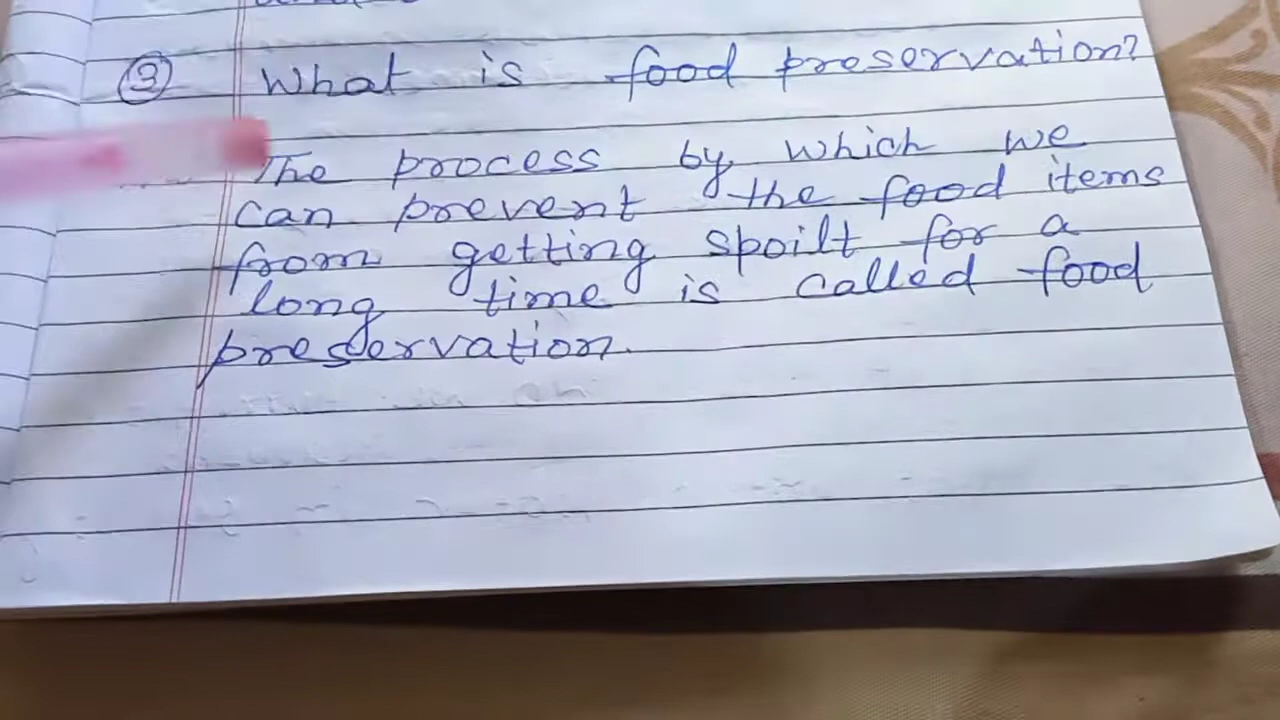 ③ What is food preservation?
The process by which we
can prevent the food items
from getting spoilt for a
long time is called food
preservation.